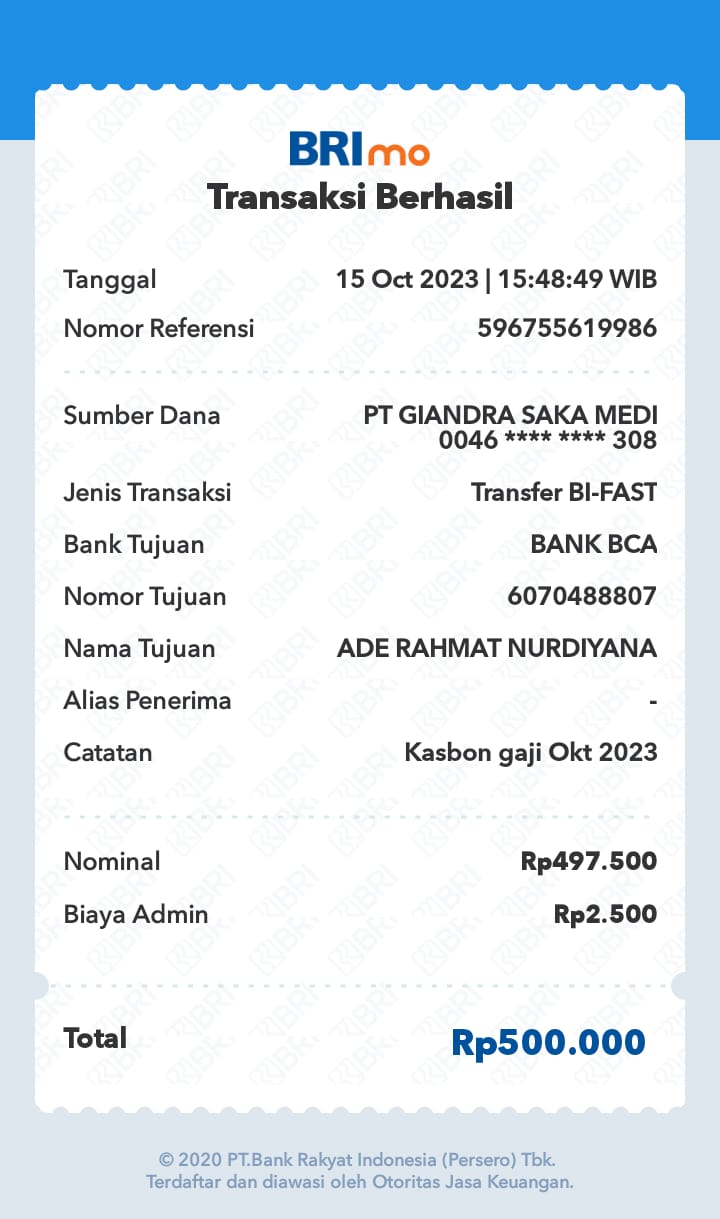 BRImo
Transaksi Berhasil
Tanggal 15 Oct 2023 | 15:48:49 WIB
Nomor Referensi 596755619986
Sumber Dana PT GIANDRA SAKA MEDI
0046 **** **** 308
Jenis Transaksi Transfer BI-FAST
Bank Tujuan BANK BCA
Nomor Tujuan 6070488807
Nama Tujuan ADE RAHMAT NURDIYANA
Alias Penerima -
Catatan Kasbon gaji Okt 2023
Nominal Rp497.500
Biaya Admin Rp2.500
Total Rp500.000
© 2020 PT.Bank Rakyat Indonesia (Persero) Tbk.
Terdaftar dan diawasi oleh Otoritas Jasa Keuangan.